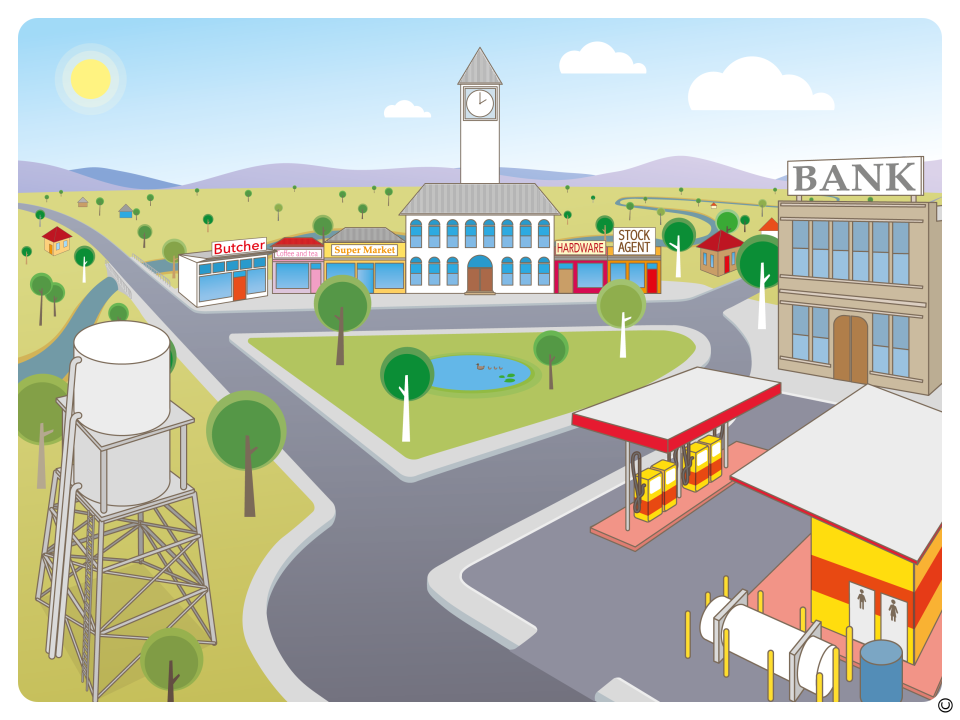 BANK
Butcher
Coffee and tea
Super Market
HARDWARE
STOCK
AGENT